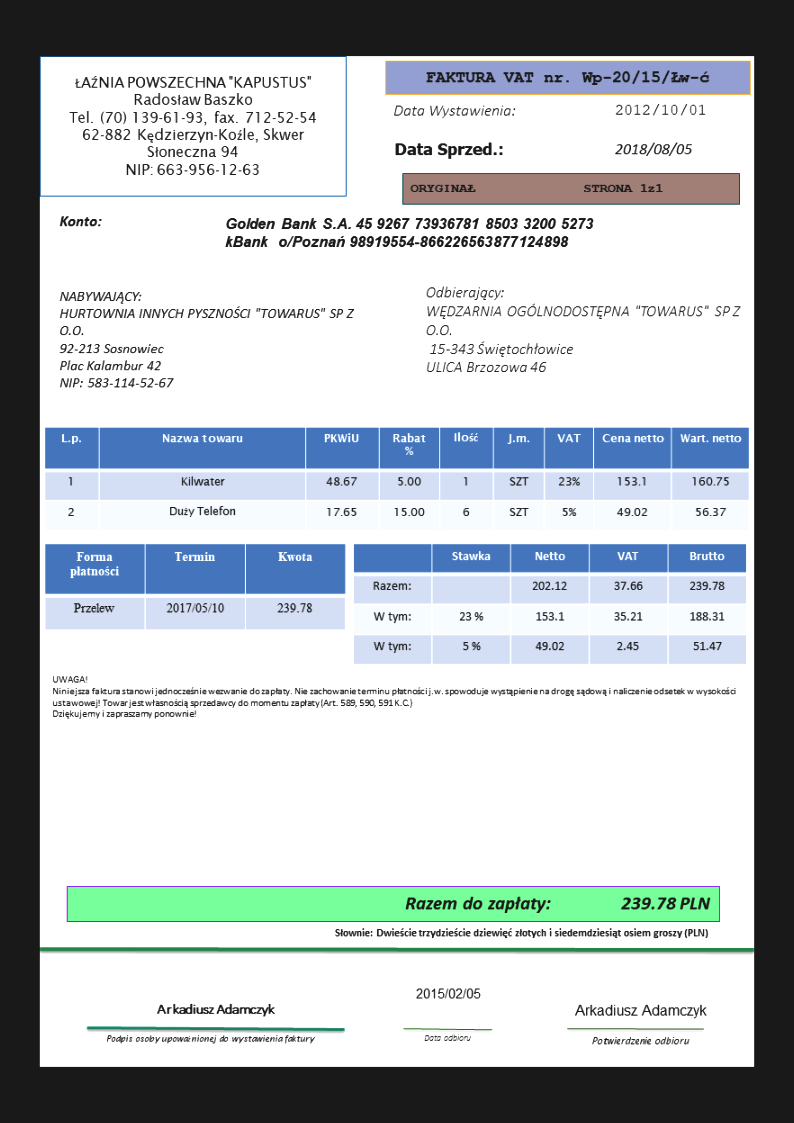 ŁAŹNIA POWSZECHNA "KAPUSTUS"
Radosław Baszko
Tel. (70) 139-61-93, fax. 712-52-54
62-882 Kędzierzyn-Koźle, Skwer
Słoneczna 94
NIP: 663-956-12-63
FAKTURA VAT nr. Wp-20/15/Łw-ć
Data Wystawienia: 2012/10/01
Data Sprzed.: 2018/08/05
ORYGINAŁ STRONA 1z1
Konto: Golden Bank S.A. 45 9267 73936781 8503 3200 5273
kBank o/Poznań 98919554-866226563877124898
NABYWAJĄCY:
HURTOWNIA INNYCH PYSZNOŚCI "TOWARUS" SP Z
O.O.
92-213 Sosnowiec
Plac Kalambur 42
NIP: 583-114-52-67
Odbierający:
WĘDZARNIA OGÓLNODOSTĘPNA "TOWARUS" SP Z
O.O.
15-343 Świętochłowice
ULICA Brzozowa 46
L.p. Nazwa towaru PKWiU Rabat % Ilość J.m. VAT Cena netto Wart. netto
1 Kilwater 48.67 5.00 1 SZT 23% 153.1 160.75
2 Duży Telefon 17.65 15.00 6 SZT 5% 49.02 56.37
Forma płatności Termin Kwota
Przelew 2017/05/10 239.78
Stawka Netto VAT Brutto
Razem: 202.12 37.66 239.78
W tym: 23 % 153.1 35.21 188.31
W tym: 5 % 49.02 2.45 51.47
UWAGA!
Niniejsza faktura stanowi jednocześnie wezwanie do zapłaty. Nie zachowanie terminu płatności j.w. spowoduje wystąpienie na drogę sądową i naliczenie odsetek w wysokości
ustawowej! Towar jest własnością sprzedawcy do momentu zapłaty (Art. 589, 590, 591 K.C.)
Dziękujemy i zapraszamy ponownie!
Razem do zapłaty: 239.78 PLN
Słownie: Dwieście trzydzieście dziewięć złotych i siedemdziesiąt osiem groszy (PLN)
Arkadiusz Adamczyk
Podpis osoby upoważnionej do wystawienia faktury
2015/02/05
Data odbioru
Arkadiusz Adamczyk
Potwierdzenie odbioru